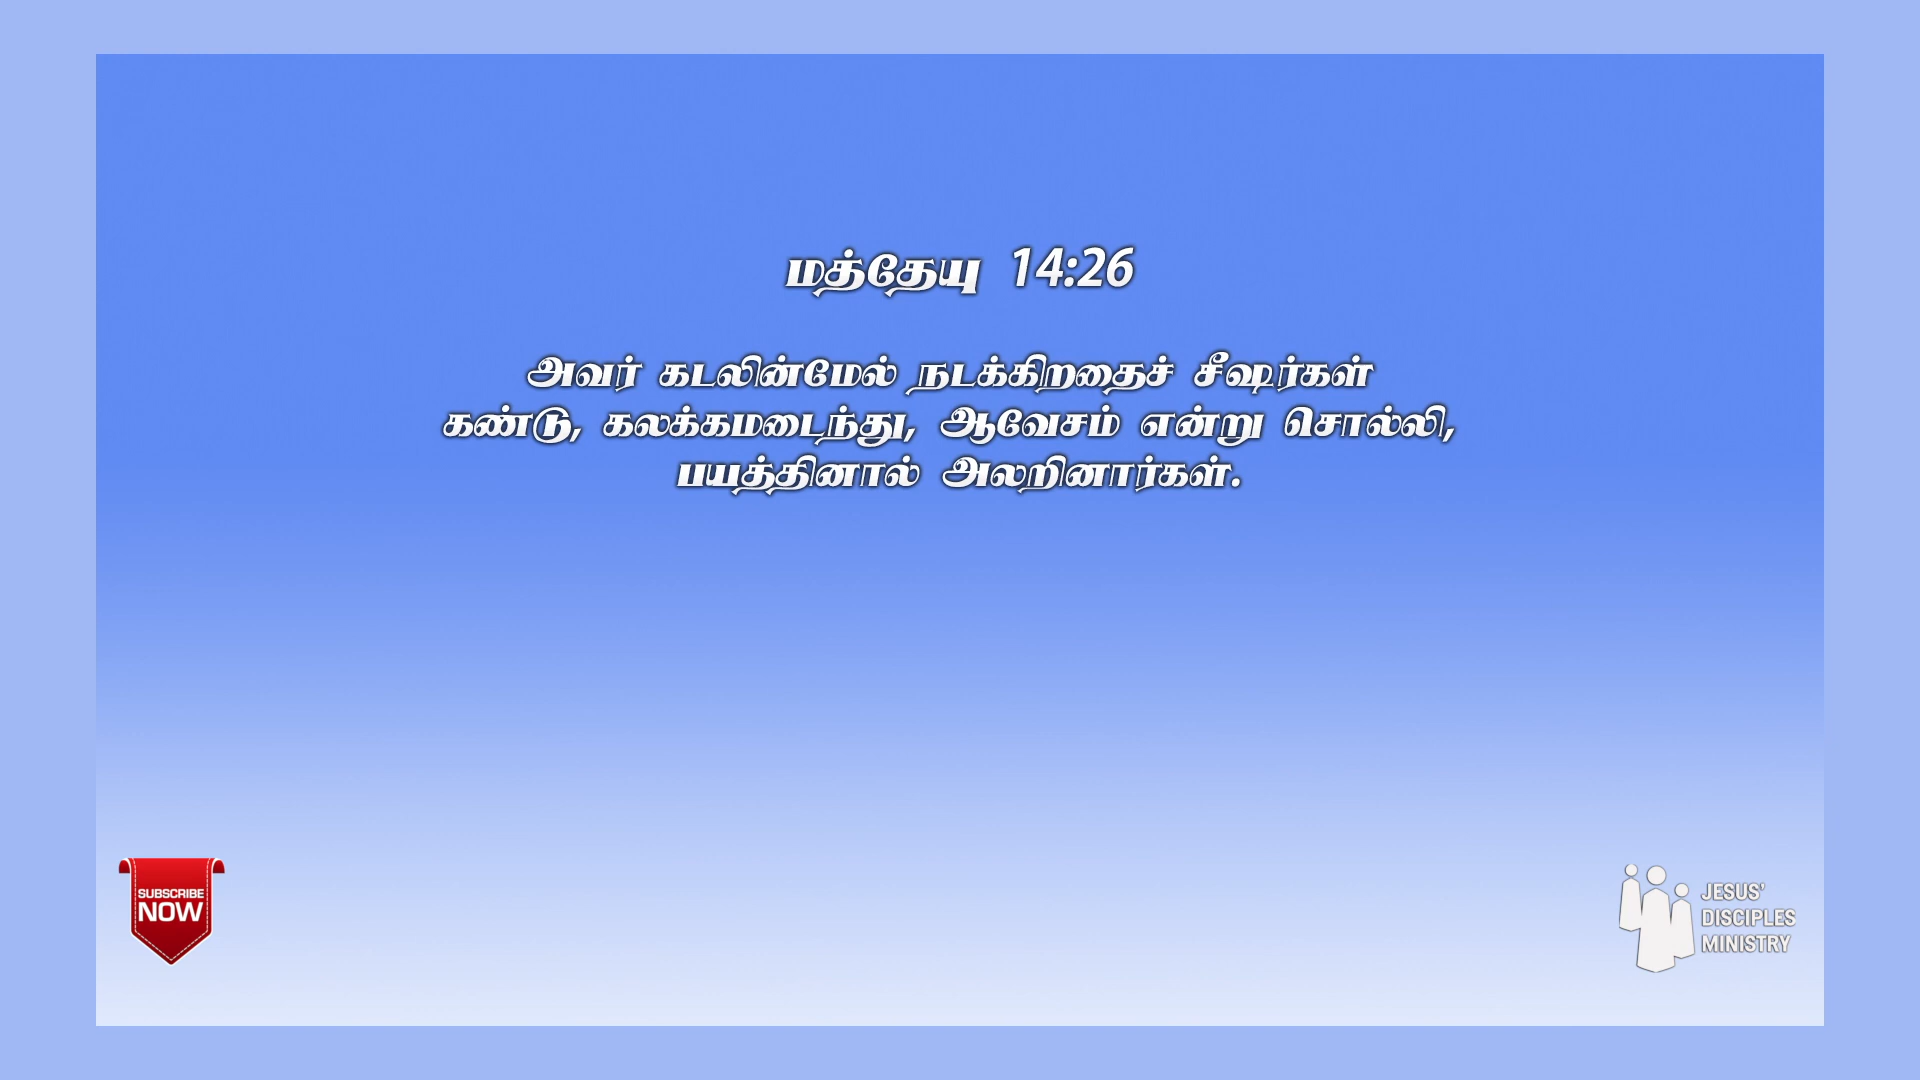 மத்தேயு 14:26
அவர் கடலின்மேல் நடக்கிறதைச் சீஷர்கள்
கண்டு, கலக்கமடைந்து, ஆவேசம் என்று சொல்லி,
பயத்தினால் அலறினார்கள்.
SUBSCRIBE
NOW
JESUS'
DISCIPLES
MINISTRY